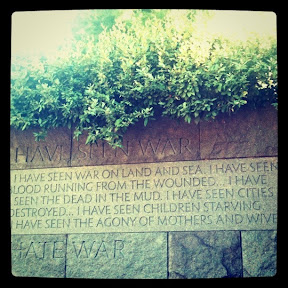 HAVE SEEN WAR
I HAVE SEEN WAR ON LAND AND SEA. I HAVE SEEN
BLOOD RUNNING FROM THE WOUNDED... I HAVE
SEEN THE DEAD IN THE MUD. I HAVE SEEN CITIES
DESTROYED... I HAVE SEEN CHILDREN STARVING.
I HAVE SEEN THE AGONY OF MOTHERS AND WIVE
HATE WAR